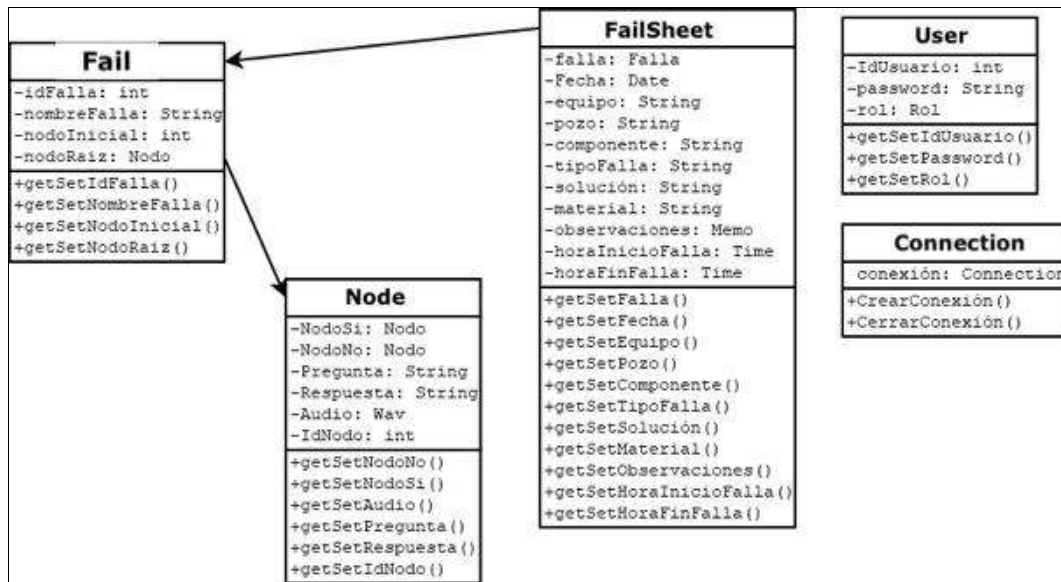 Fail
-idFalla: int
-nombreFalla: String
-nodoInicial: int
-nodoRaiz: Nodo
+getSetIdFalla()
+getSetNombreFalla()
+getSetNodoInicial()
+getSetNodoRaiz()
Node
-NodoSi: Nodo
-NodoNo: Nodo
-Pregunta: String
-Respuesta: String
-Audio: Wav
-IdNodo: int
+getSetNodoNo()
+getSetNodoSi()
+getSetAudio()
+getSetPregunta()
+getSetRespuesta()
+getSetIdNodo()
FailSheet
-falla: Falla
-Fecha: Date
-equipo: String
-pozo: String
-componente: String
-tipoFalla: String
-solución: String
-material: String
-observaciones: Memo
-horaInicioFalla: Time
-horaFinFalla: Time
+getSetFalla()
+getSetFecha()
+getSetEquipo()
+getSetPozo()
+getSetComponente()
+getSetTipoFalla()
+getSetSolución()
+getSetMaterial()
+getSetObservaciones()
+getSetHoraInicioFalla()
+getSetHoraFinFalla()
User
-IdUsuario: int
-password: String
-rol: Rol
+getSetIdUsuario()
+getSetPassword()
+getSetRol()
Connection
conexión: Connection
+CrearConexión()
+CerrarConexión()